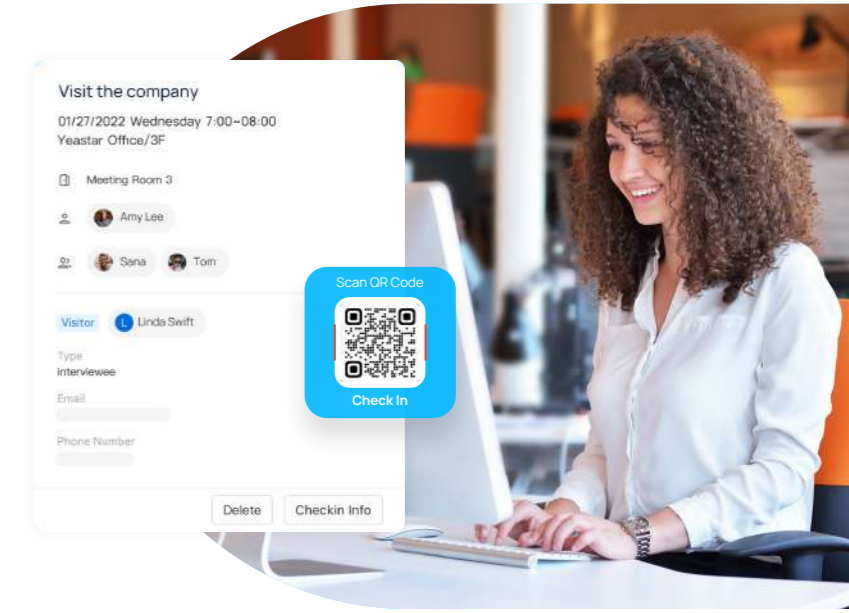 Visit the company
01/27/2022 Wednesday 7:00~08:00
Yeastar Office/3F
Meeting Room 3
Amy Lee
Sana Tom
Visitor L Linda Swift
Type
interviewee
Email
Phone Number
Delete Checkin Info
Scan QR Code
Check In